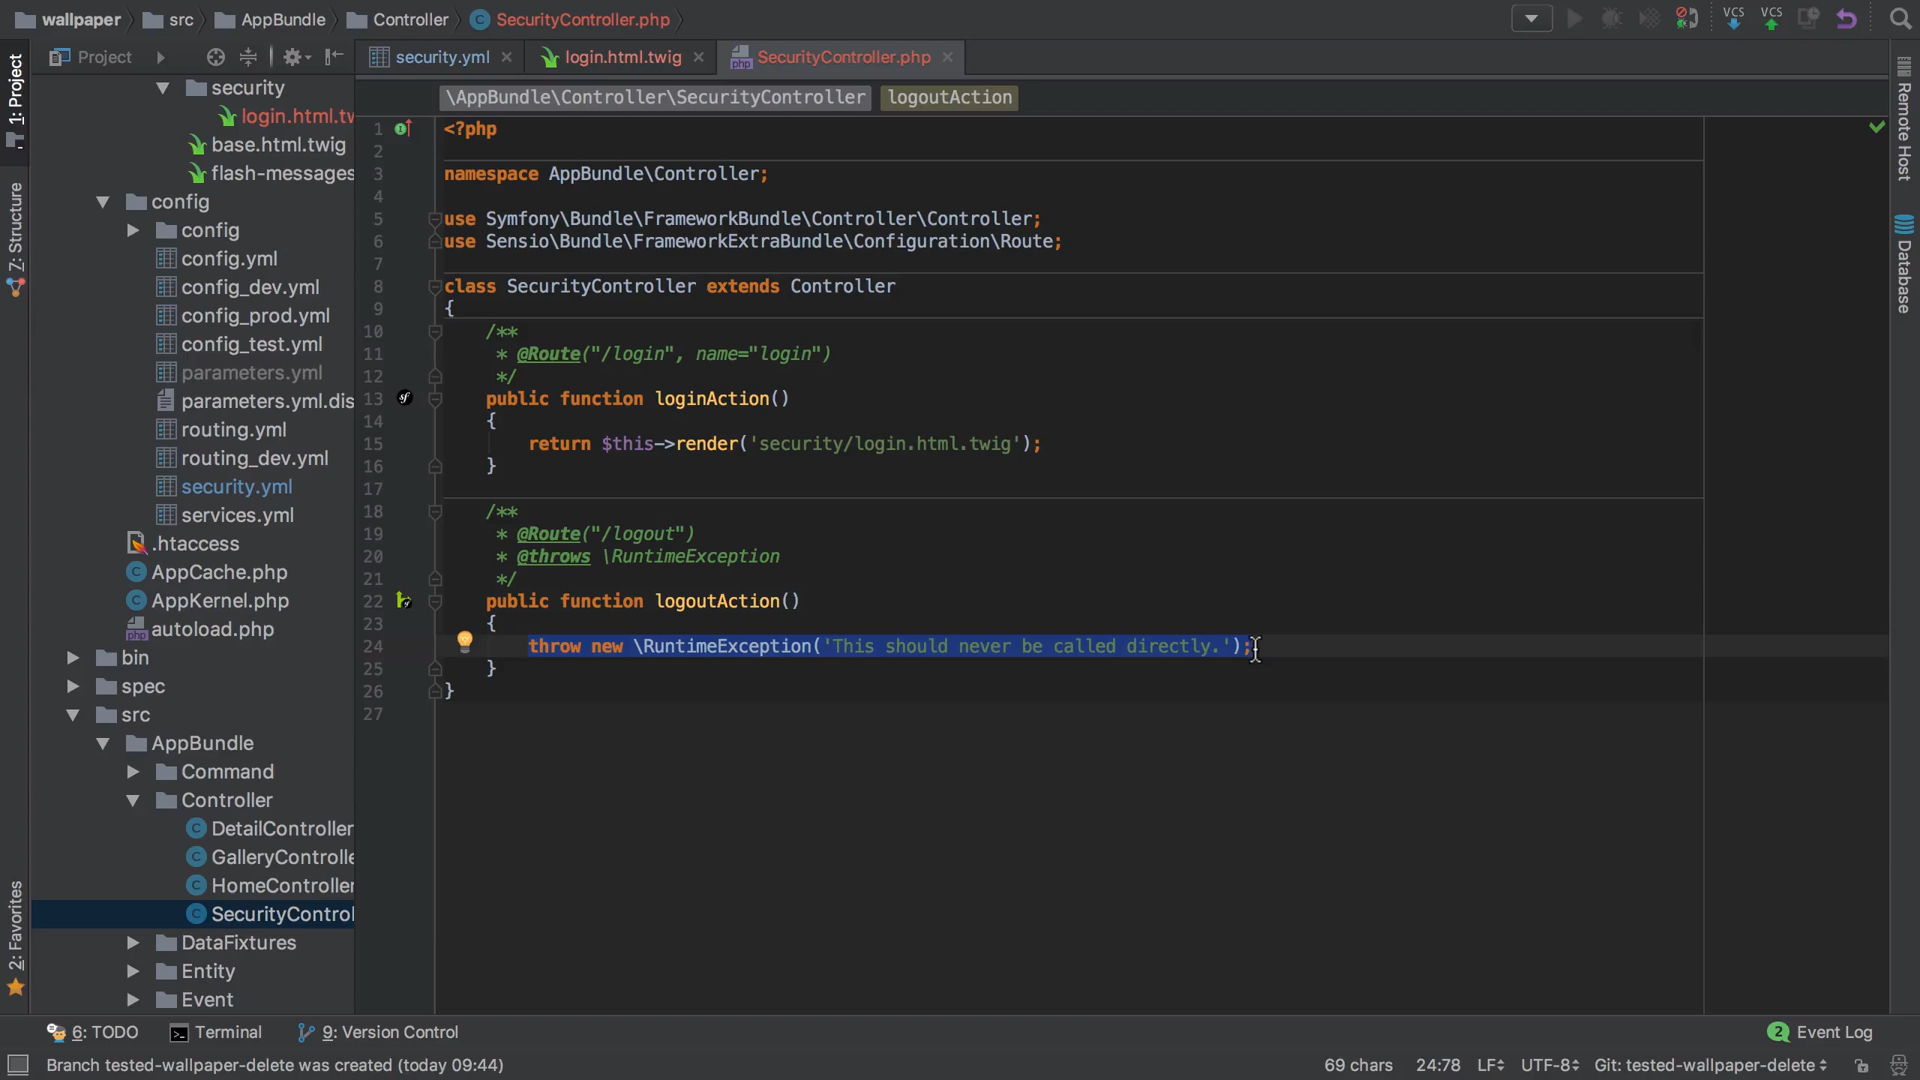 wallpaper src AppBundle Controller SecurityController.php
Project security.yml login.html.twig SecurityController.php
\AppBundle\Controller\SecurityController logoutAction
1: Project
Z: Structure
2: Favorites
Remote Host
Database
VCS VCS
security
login.html.tw
base.html.twig
flash-messages
config
config
config.yml
config_dev.yml
config_prod.yml
config_test.yml
parameters.yml
parameters.yml.dis
routing.yml
routing_dev.yml
security.yml
services.yml
.htaccess
AppCache.php
AppKernel.php
autoload.php
bin
spec
src
AppBundle
Command
Controller
DetailController
GalleryControlle
HomeController
SecurityControl
DataFixtures
Entity
Event
1 <?php
2
3 namespace AppBundle\Controller;
4
5 use Symfony\Bundle\FrameworkBundle\Controller\Controller;
6 use Sensio\Bundle\FrameworkExtraBundle\Configuration\Route;
7
8 class SecurityController extends Controller
9 {
10 /**
11 * @Route("/login", name="login")
12 */
13 public function loginAction()
14 {
15 return $this->render('security/login.html.twig');
16 }
17
18 /**
19 * @Route("/logout")
20 * @throws \RuntimeException
21 */
22 public function logoutAction()
23 {
24 throw new \RuntimeException('This should never be called directly.');
25 }
26 }
27
6: TODO Terminal 9: Version Control 2 Event Log
Branch tested-wallpaper-delete was created (today 09:44) 69 chars 24:78 LF UTF-8 Git: tested-wallpaper-delete